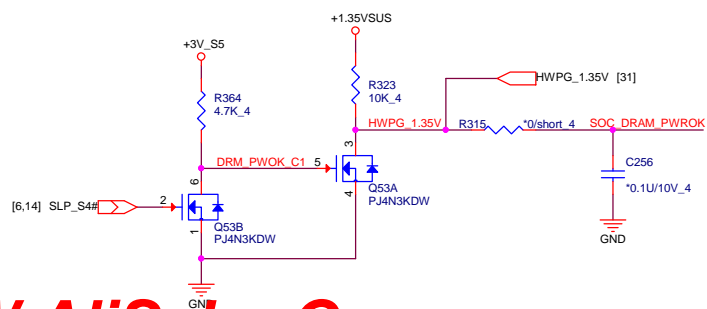 +1.35VSUS
+3V_S5
R323
10K_4
HWPG_1.35V [31]
R364
4.7K_4
HWPG_1.35V
R315
*0/short_4
SOC_DRAM_PWROK
3
DRM_PWOK_C1
5
C256
*0.1U/10V_4
6
4
Q53A
PJ4N3KDW
[6,14] SLP_S4#
2
Q53B
PJ4N3KDW
1
GND
GND